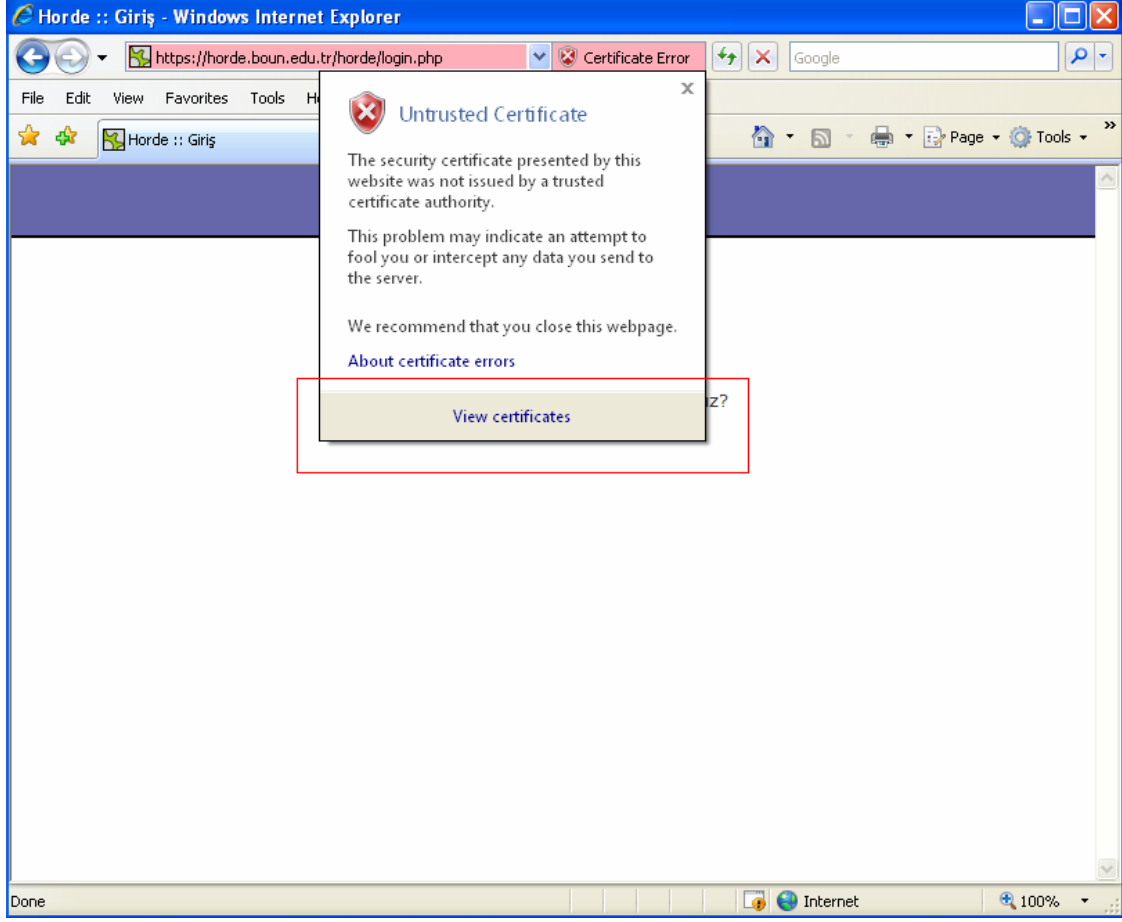 Horde :: Giriş - Windows Internet Explorer
https://horde.boun.edu.tr/horde/login.php
Certificate Error
Google
File Edit View Favorites Tools
Horde :: Giriş
Page
Tools
»
x
Untrusted Certificate
The security certificate presented by this
website was not issued by a trusted
certificate authority.
This problem may indicate an attempt to
fool you or intercept any data you send to
the server.
We recommend that you close this webpage.
About certificate errors
View certificates
Done
Internet
100%